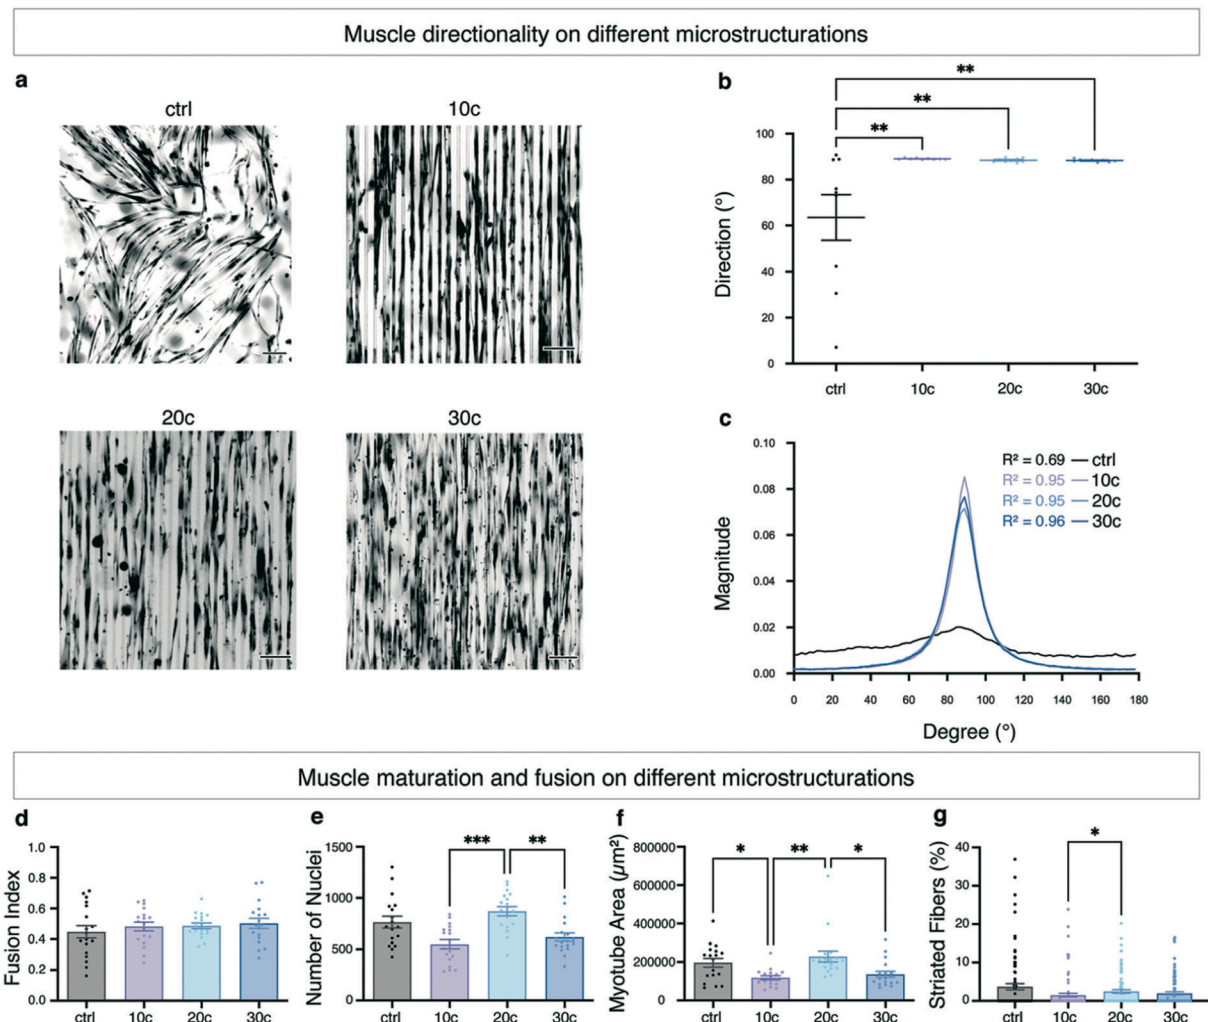 Muscle directionality on different microstructurations
a
ctrl
10c
20c
30c
b
**
**
**
Direction (°)
100
80
60
40
20
0
ctrl 10c 20c 30c
c
Magnitude
0.10
0.08
0.06
0.04
0.02
0.00
R² = 0.69 ctrl
R² = 0.95 10c
R² = 0.95 20c
R² = 0.96 30c
0 20 40 60 80 100 120 140 160 180
Degree (°)
Muscle maturation and fusion on different microstructurations
d
Fusion Index
1.0
0.8
0.6
0.4
0.2
0.0
ctrl 10c 20c 30c
e
Number of Nuclei
1500
1000
500
0
*** **
ctrl 10c 20c 30c
f
Myotube Area (µm²)
800000
600000
400000
200000
0
* ** *
ctrl 10c 20c 30c
g
Striated Fibers (%)
40
30
20
10
0
*
ctrl 10c 20c 30c